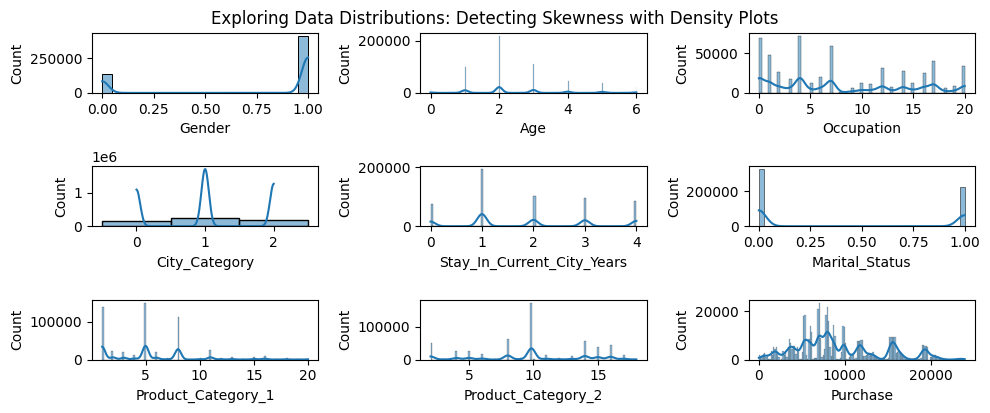 Exploring Data Distributions: Detecting Skewness with Density Plots
Count
250000
0
0.00 0.25 0.50 0.75 1.00
Gender
Count
200000
0
0 2 4 6
Age
Count
50000
0
0 5 10 15 20
Occupation
1e6
Count
1
0
0 1 2
City_Category
Count
200000
0
0 1 2 3 4
Stay_In_Current_City_Years
Count
200000
0
0.00 0.25 0.50 0.75 1.00
Marital_Status
Count
100000
0
5 10 15 20
Product_Category_1
Count
100000
0
5 10 15
Product_Category_2
Count
20000
0
0 10000 20000
Purchase